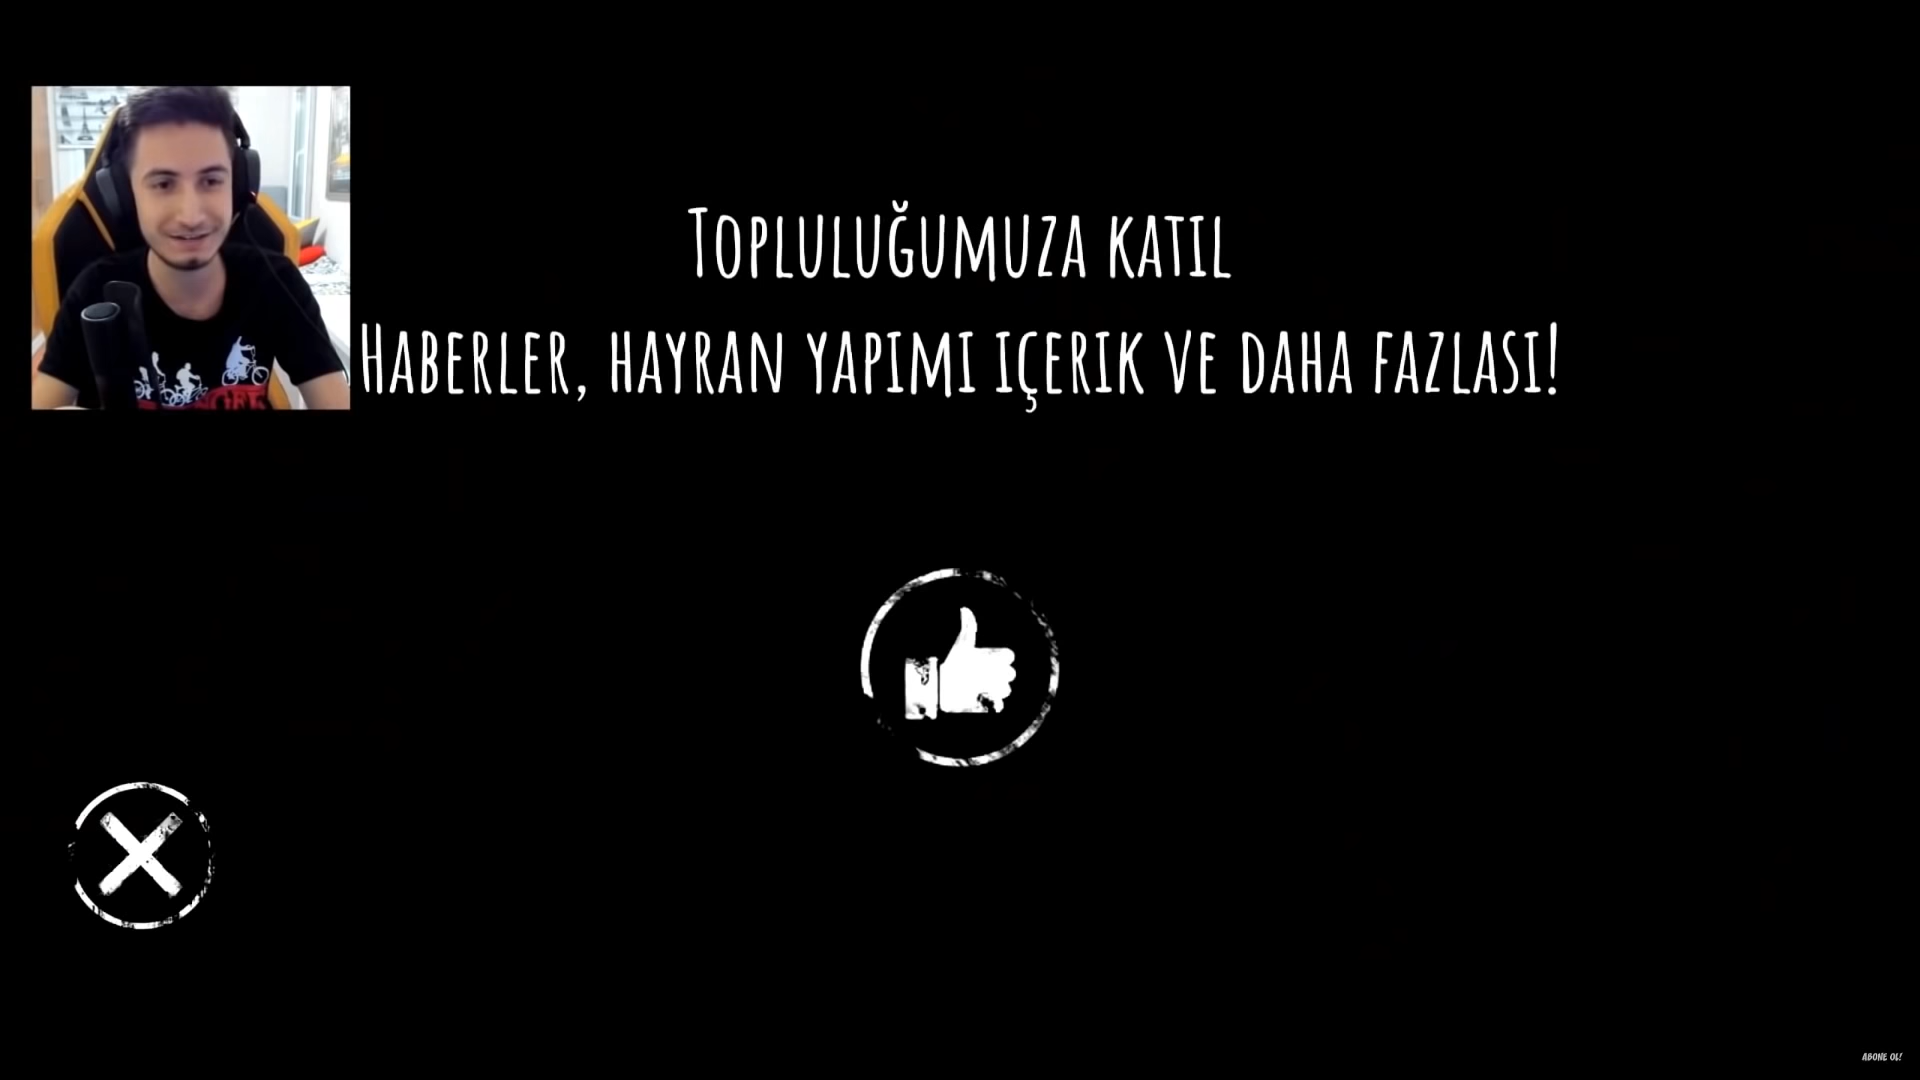 Topluluğumuza katıl
Haberler, hayran yapımı içerik ve daha fazlası!
ABONE OL!